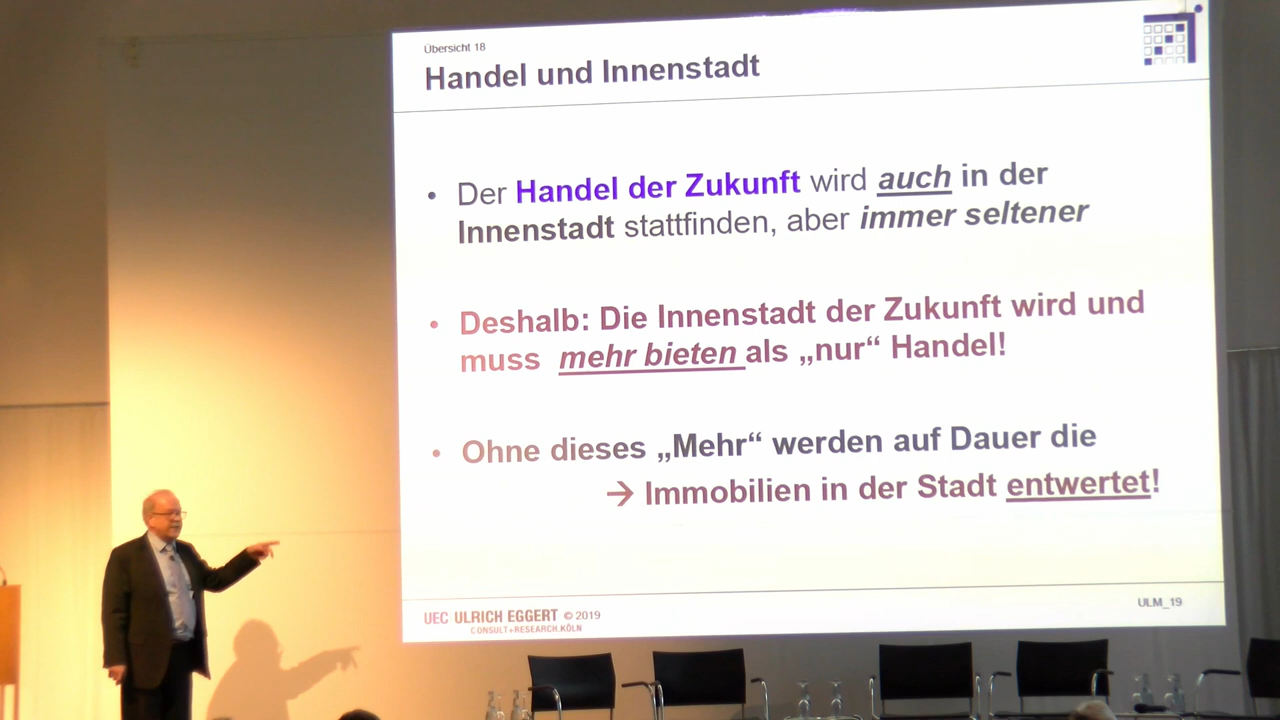 Übersicht 18
Handel und Innenstadt
• Der Handel der Zukunft wird auch in der
Innenstadt stattfinden, aber immer seltener
• Deshalb: Die Innenstadt der Zukunft wird und
muss mehr bieten als „nur“ Handel!
• Ohne dieses „Mehr“ werden auf Dauer die
→ Immobilien in der Stadt entwertet!
UEC ULRICH EGGERT © 2019
CONSULT+RESEARCH.KÖLN
ULM_19